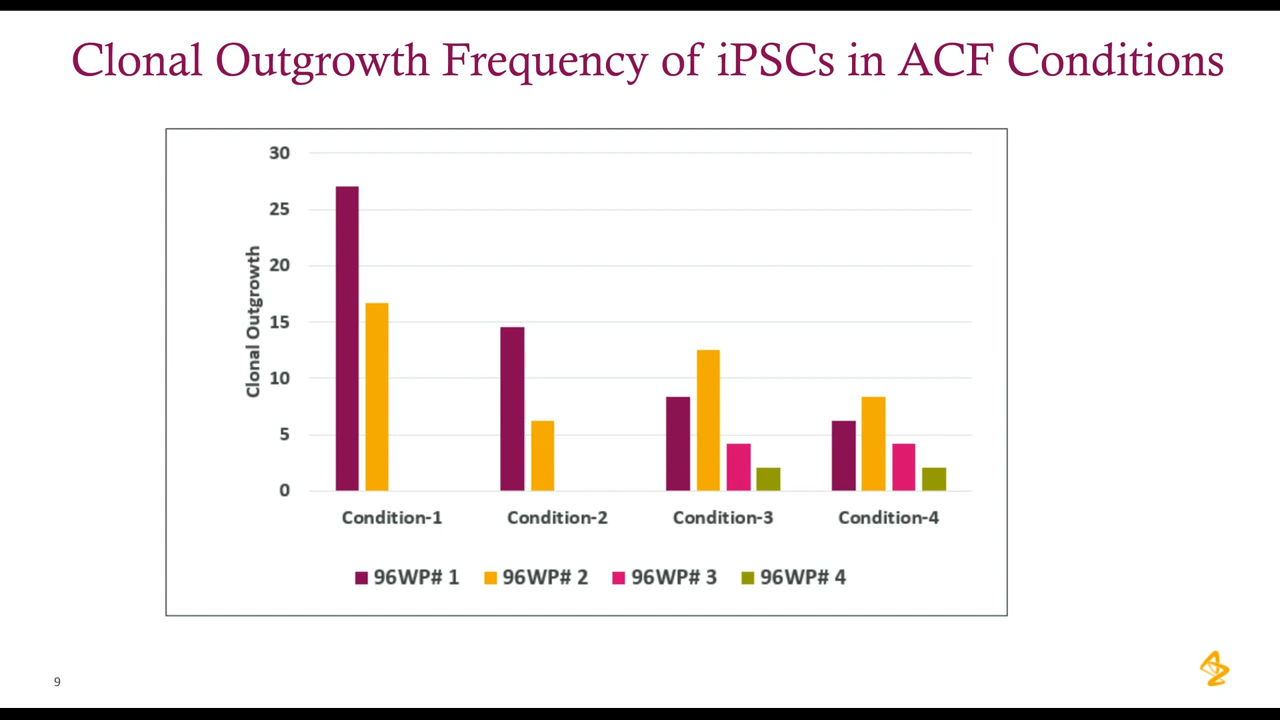 Clonal Outgrowth Frequency of iPSCs in ACF Conditions
30
25
20
15
10
5
0
Clonal Outgrowth
Condition-1 Condition-2 Condition-3 Condition-4
96WP# 1 96WP# 2 96WP# 3 96WP# 4
9